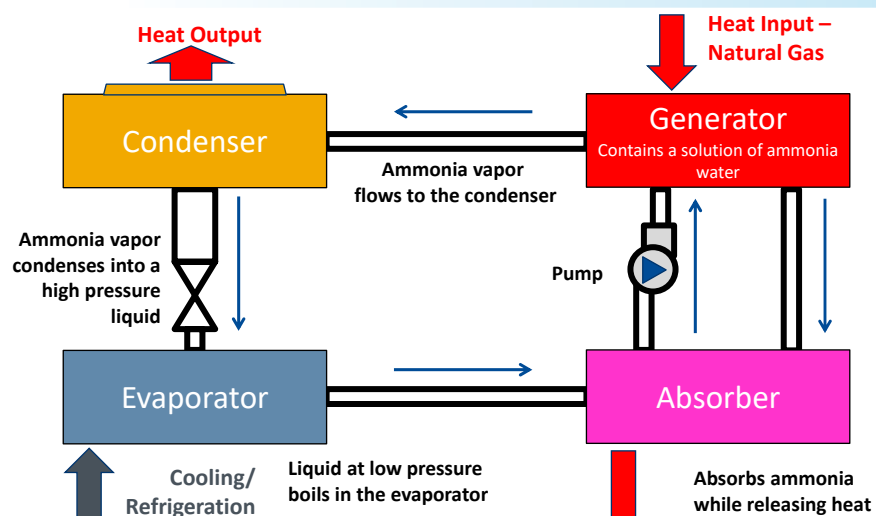 Heat Output
Heat Input –
Natural Gas
Condenser
Generator
Contains a solution of ammonia
water
Ammonia vapor
flows to the condenser
Ammonia vapor
condenses into a
high pressure
liquid
Pump
Evaporator
Absorber
Cooling/
Refrigeration
Liquid at low pressure
boils in the evaporator
Absorbs ammonia
while releasing heat